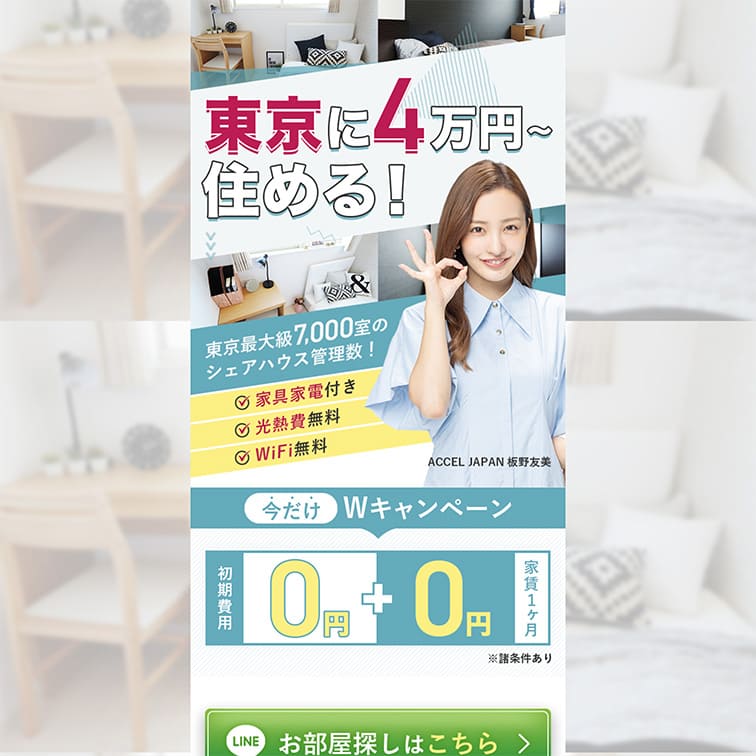 東京に4万円~
住める!
東京最大級7,000室の
シェアハウス管理数!
家具家電付き
光熱費無料
WiFi無料
ACCEL JAPAN 板野友美
今だけ Wキャンペーン
初期費用
0円
+
0円
家賃1ヶ月
※諸条件あり
LINE お部屋探しはこちら
&